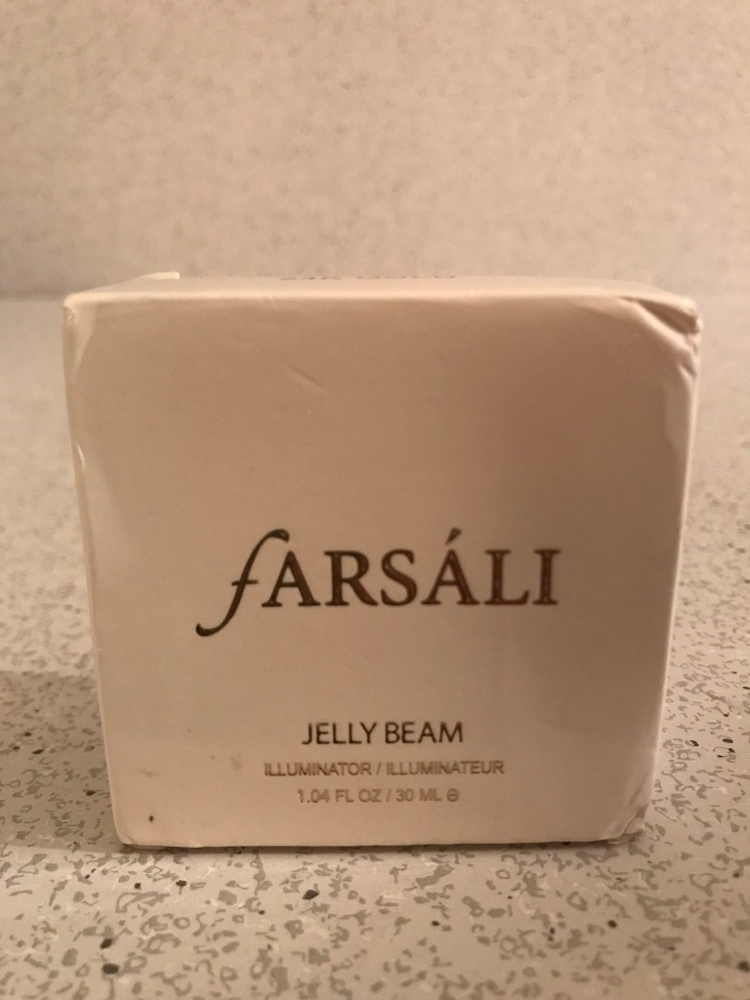 fARSÁLI
JELLY BEAM
ILLUMINATOR / ILLUMINATEUR
1.04 FL OZ / 30 ML ℮